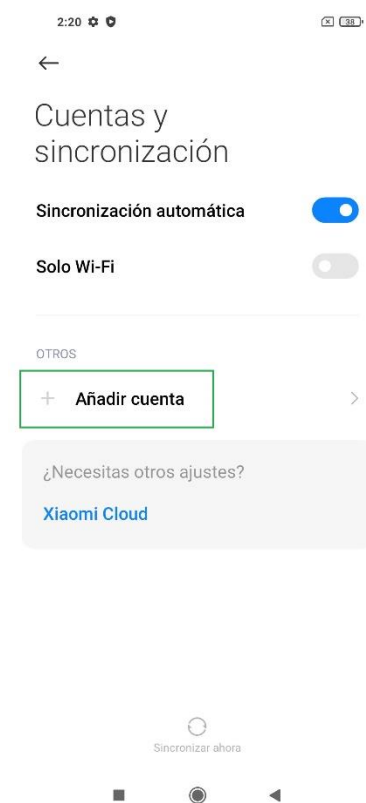 2:20
38
Cuentas y
sincronización
Sincronización automática
Solo Wi-Fi
OTROS
Añadir cuenta
¿Necesitas otros ajustes?
Xiaomi Cloud
Sincronizar ahora